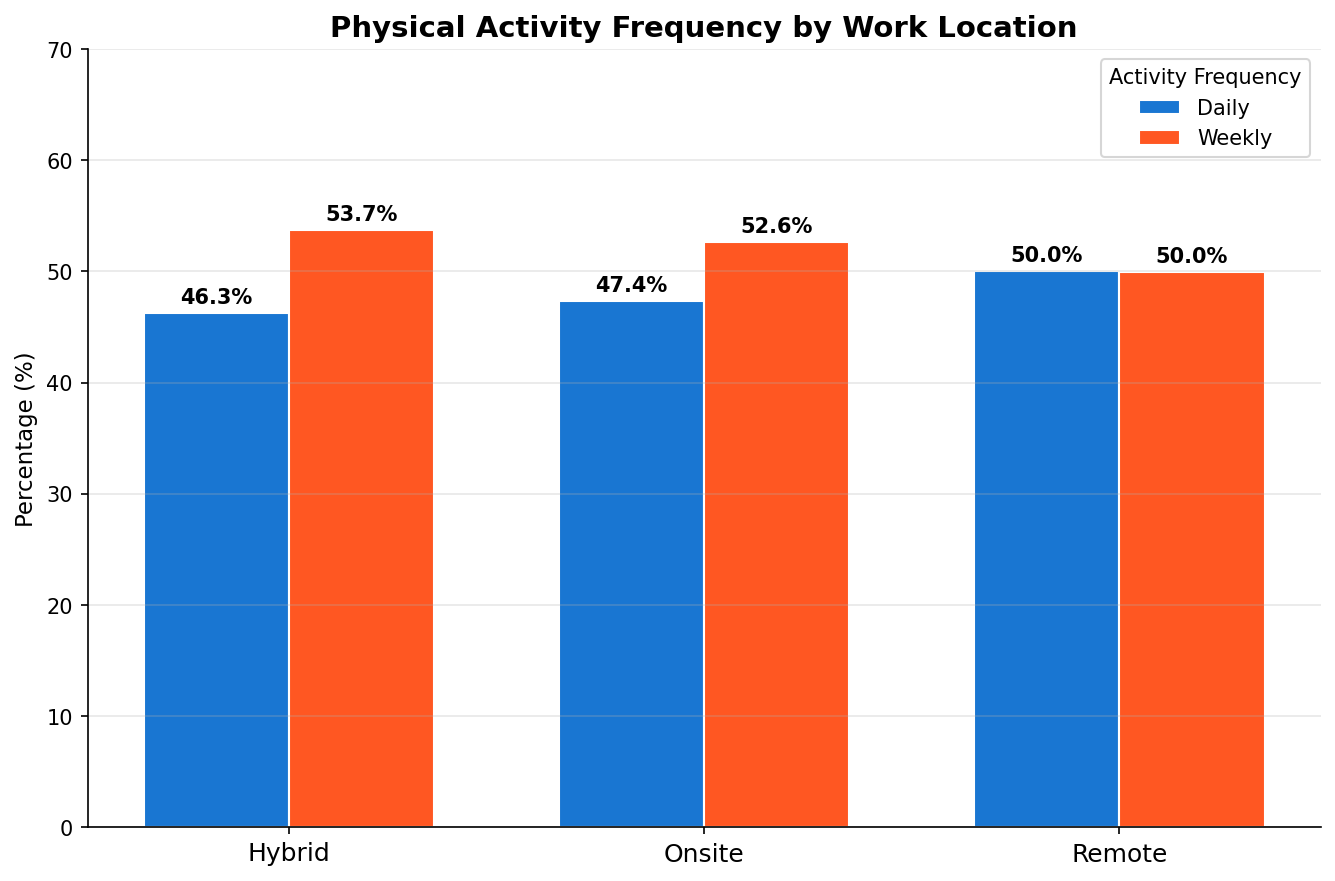 Physical Activity Frequency by Work Location
Activity Frequency
Daily
Weekly
Percentage (%)
70
60
50
40
30
20
10
0
46.3%
53.7%
47.4%
52.6%
50.0%
50.0%
Hybrid
Onsite
Remote